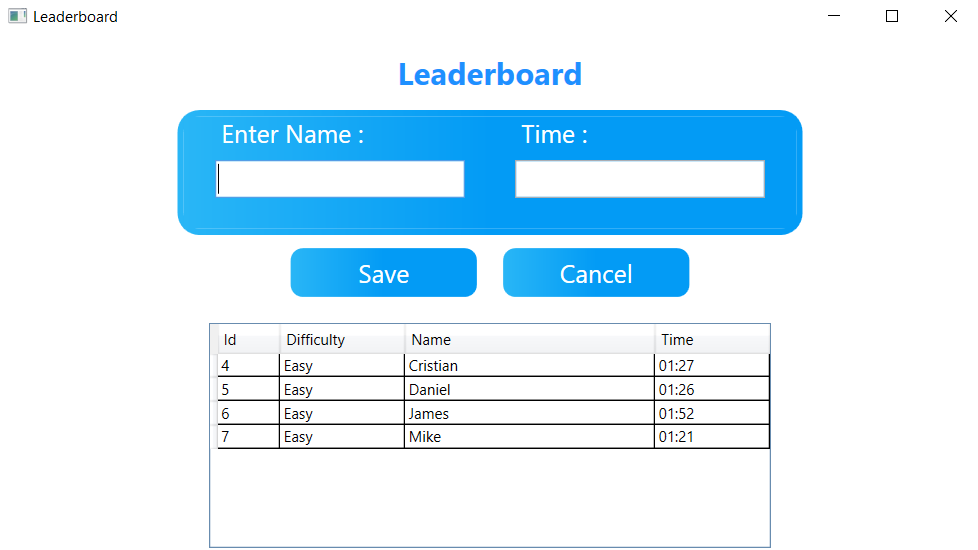 Leaderboard
Leaderboard
Enter Name : Time :
Save Cancel
Id Difficulty Name Time
4 Easy Cristian 01:27
5 Easy Daniel 01:26
6 Easy James 01:52
7 Easy Mike 01:21